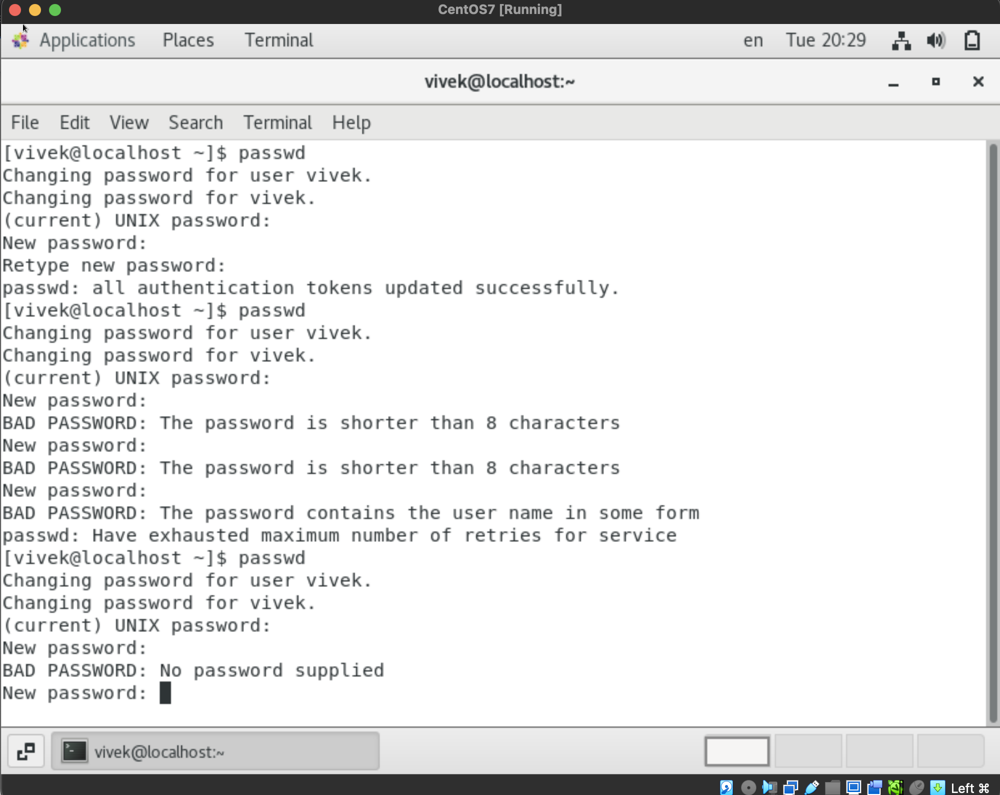 CentOS7 [Running]
Applications Places Terminal en Tue 20:29
vivek@localhost:~
File Edit View Search Terminal Help
[vivek@localhost ~]$ passwd
Changing password for user vivek.
Changing password for vivek.
(current) UNIX password:
New password:
Retype new password:
passwd: all authentication tokens updated successfully.
[vivek@localhost ~]$ passwd
Changing password for user vivek.
Changing password for vivek.
(current) UNIX password:
New password:
BAD PASSWORD: The password is shorter than 8 characters
New password:
BAD PASSWORD: The password is shorter than 8 characters
New password:
BAD PASSWORD: The password contains the user name in some form
passwd: Have exhausted maximum number of retries for service
[vivek@localhost ~]$ passwd
Changing password for user vivek.
Changing password for vivek.
(current) UNIX password:
New password:
BAD PASSWORD: No password supplied
New password:
vivek@localhost:~
Left ⌘